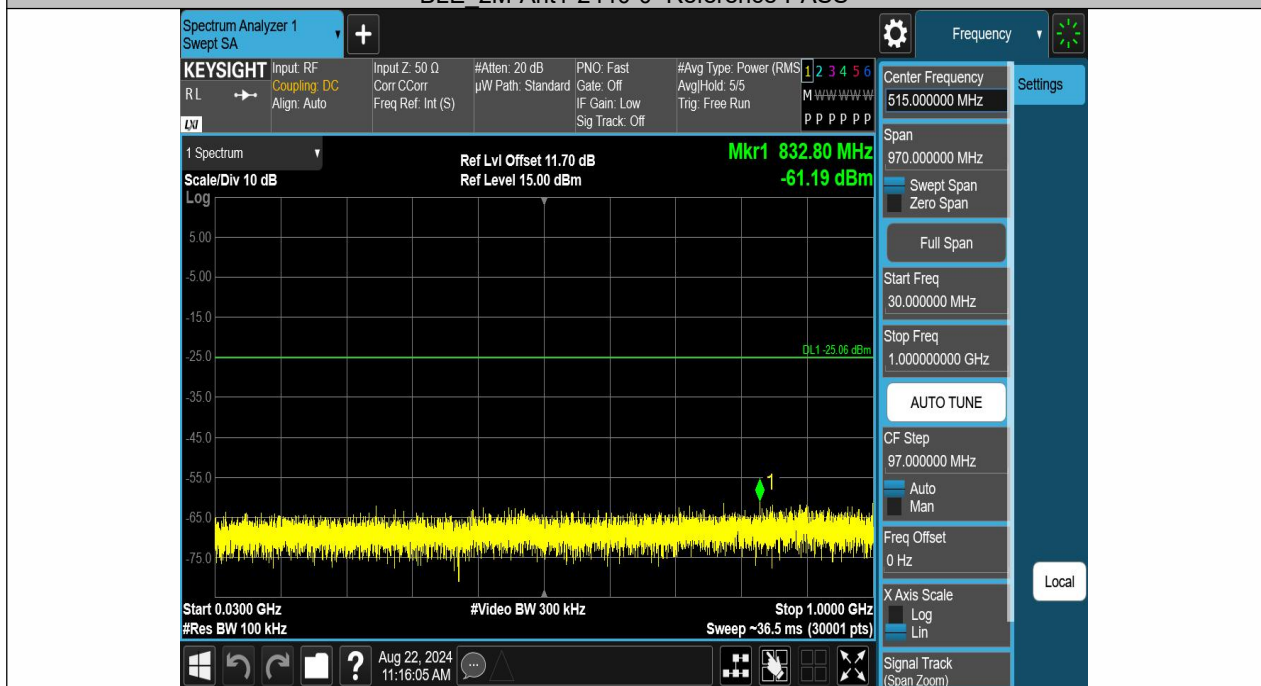 Spectrum Analyzer 1
Swept SA
+
Frequency
KEYSIGHT
RL
LXI
Input: RF
Coupling: DC
Align: Auto
Input Z: 50 Ω
Corr CCorr
Freq Ref: Int (S)
#Atten: 20 dB
µW Path: Standard
PNO: Fast
Gate: Off
IF Gain: Low
Sig Track: Off
#Avg Type: Power (RMS
Avg|Hold: 5/5
Trig: Free Run
1 2 3 4 5 6
M W W W W W
P P P P P P
1 Spectrum
Scale/Div 10 dB
Log
Ref Lvl Offset 11.70 dB
Ref Level 15.00 dBm
Mkr1 832.80 MHz
-61.19 dBm
5.00
-5.00
-15.0
-25.0
DL1 -25.06 dBm
-35.0
-45.0
-55.0
1
-65.0
-75.0
Start 0.0300 GHz
#Video BW 300 kHz
Stop 1.0000 GHz
#Res BW 100 kHz
Sweep ~36.5 ms (30001 pts)
?
Aug 22, 2024
11:16:05 AM
Center Frequency
515.000000 MHz
Settings
Span
970.000000 MHz
Swept Span
Zero Span
Full Span
Start Freq
30.000000 MHz
Stop Freq
1.000000000 GHz
AUTO TUNE
CF Step
97.000000 MHz
Auto
Man
Freq Offset
0 Hz
Local
X Axis Scale
Log
Lin
Signal Track
(Span Zoom)